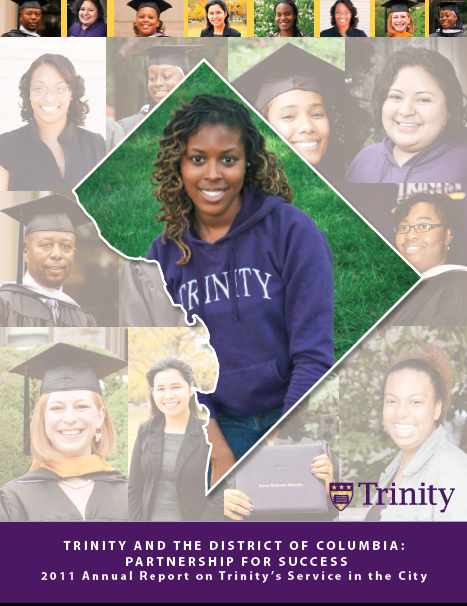 TRINITY
Trinity
TRINITY AND THE DISTRICT OF COLUMBIA:
PARTNERSHIP FOR SUCCESS
2011 Annual Report on Trinity's Service in the City